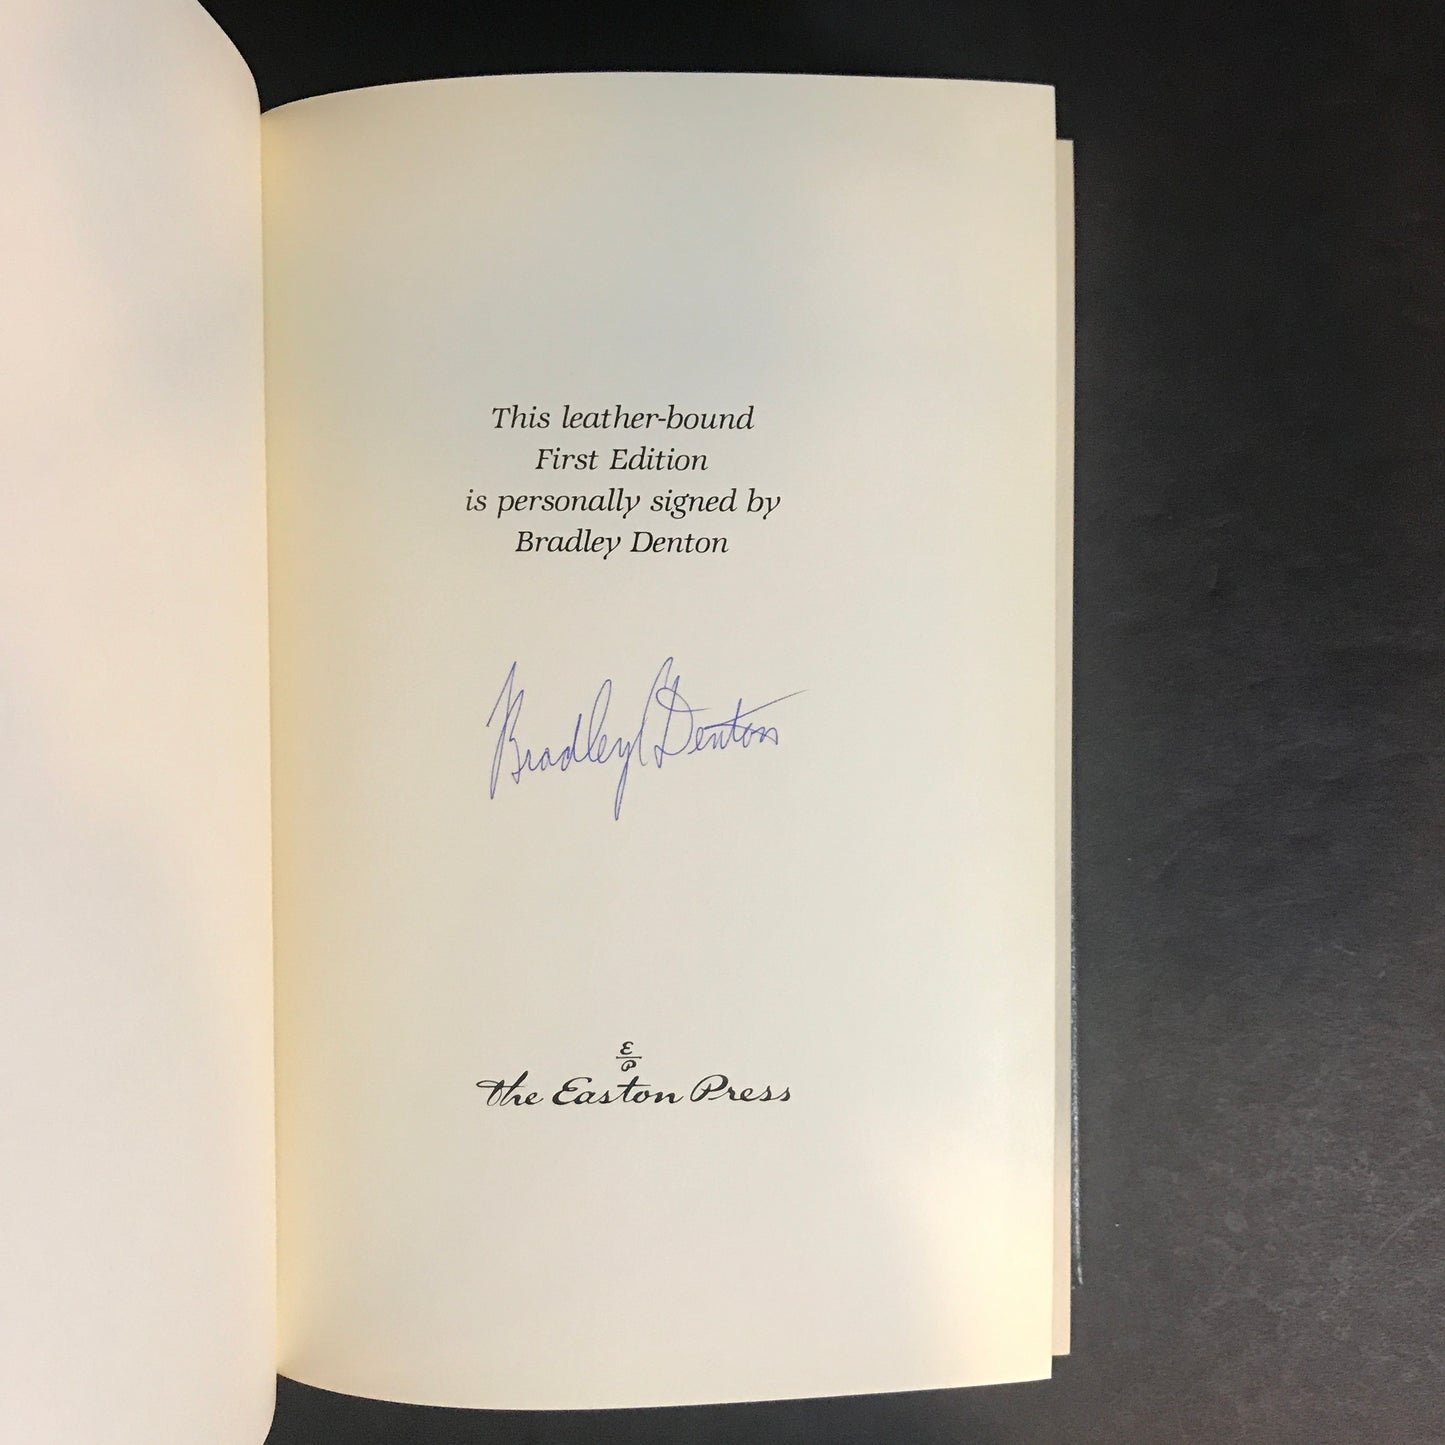 This leather-bound
First Edition
is personally signed by
Bradley Denton
Bradley Denton
E
P
The Easton Press